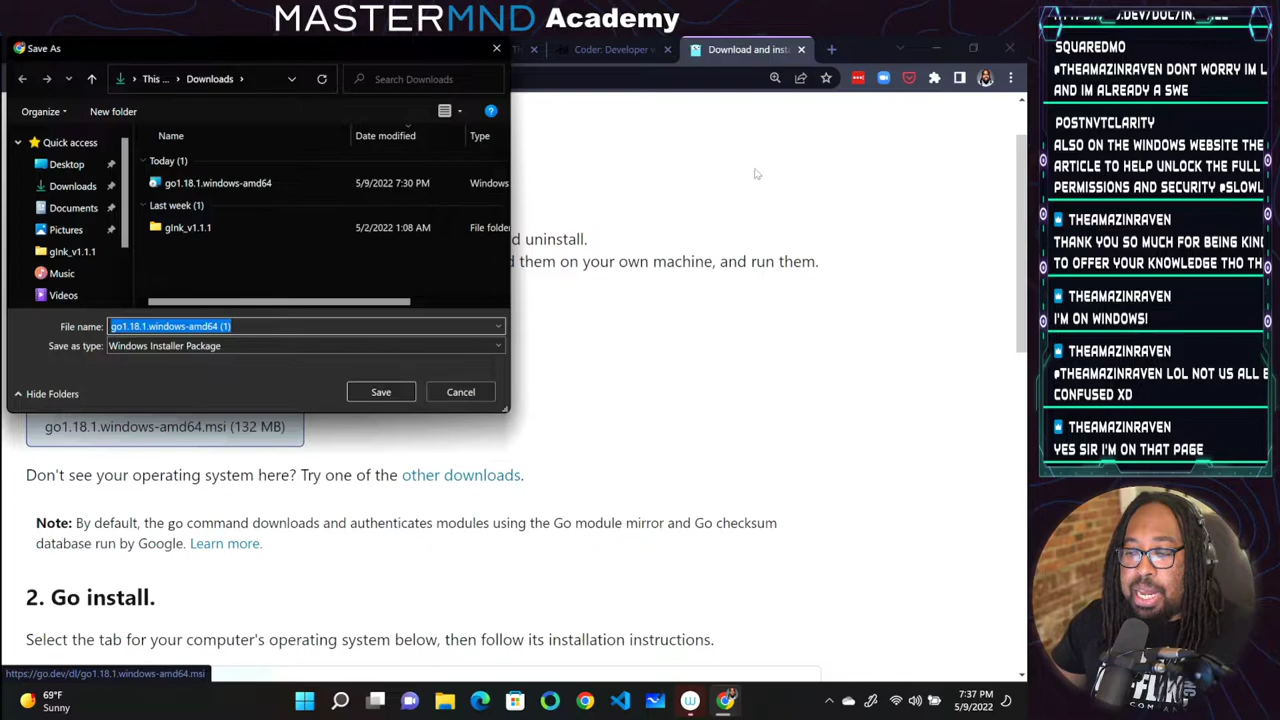 MASTERMND Academy
Save As
Coder: Developer v
Download and insta
This ...
Downloads
Search Downloads
Organize
New folder
Name
Date modified
Type
Quick access
Desktop
Downloads
Documents
Pictures
gInk_v1.1.1
Music
Videos
Today (1)
go1.18.1.windows-amd64
5/9/2022 7:30 PM
Windows
Last week (1)
gInk_v1.1.1
5/2/2022 1:08 AM
File folde
File name:
go1.18.1.windows-amd64 (1)
Save as type:
Windows Installer Package
Hide Folders
Save
Cancel
d uninstall.
d them on your own machine, and run them.
go1.18.1.windows-amd64.msi (132 MB)
Don't see your operating system here? Try one of the other downloads.
Note: By default, the go command downloads and authenticates modules using the Go module mirror and Go checksum
database run by Google. Learn more.
2. Go install.
Select the tab for your computer's operating system below, then follow its installation instructions.
https://go.dev/dl/go1.18.1.windows-amd64.msi
69°F
Sunny
7:37 PM
5/9/2022
SQUAREDMO
@THEAMAZINRAVEN DONT WORRY IM L
AND IM ALREADY A SWE
POSTNVTCLARITY
ALSO ON THE WINDOWS WEBSITE THE
ARTICLE TO HELP UNLOCK THE FULL
PERMISSIONS AND SECURITY @SLOWL
THEAMAZINRAVEN
THANK YOU SO MUCH FOR BEING KIN
TO OFFER YOUR KNOWLEDGE THO TH
THEAMAZINRAVEN
I'M ON WINDOWS!
THEAMAZINRAVEN
@THEAMAZINRAVEN LOL NOT US ALL B
CONFUSED XD
THEAMAZINRAVEN
YES SIR I'M ON THAT PAGE